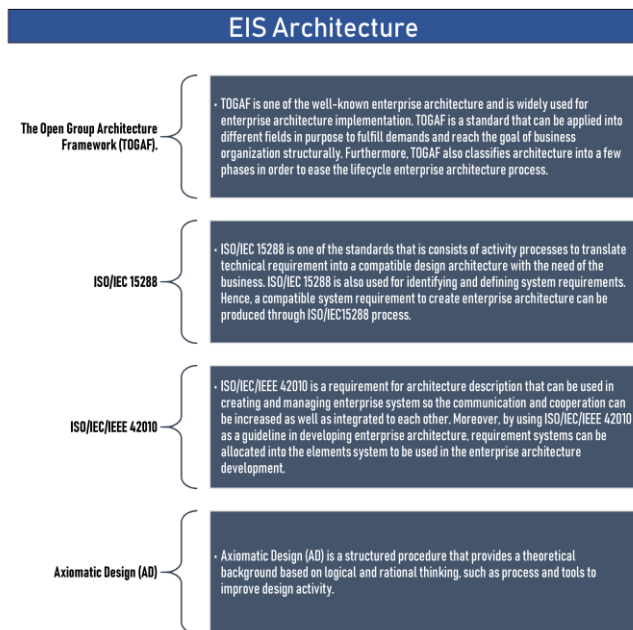 EIS Architecture
The Open Group Architecture
Framework (TOGAF).
• TOGAF is one of the well-known enterprise architecture and is widely used for
enterprise architecture implementation. TOGAF is a standard that can be applied into
different fields in purpose to fulfill demands and reach the goal of business
organization structurally. Furthermore, TOGAF also classifies architecture into a few
phases in order to ease the lifecycle enterprise architecture process.
ISO/IEC 15288
• ISO/IEC 15288 is one of the standards that is consists of activity processes to translate
technical requirement into a compatible design architecture with the need of the
business. ISO/IEC 15288 is also used for identifying and defining system requirements.
Hence, a compatible system requirement to create enterprise architecture can be
produced through ISO/IEC15288 process.
ISO/IEC/IEEE 42010
• ISO/IEC/IEEE 42010 is a requirement for architecture description that can be used in
creating and managing enterprise system so the communication and cooperation can
be increased as well as integrated to each other. Moreover, by using ISO/IEC/IEEE 42010
as a guideline in developing enterprise architecture, requirement systems can be
allocated into the elements system to be used in the enterprise architecture
development.
Axiomatic Design (AD)
• Axiomatic Design (AD) is a structured procedure that provides a theoretical
background based on logical and rational thinking, such as process and tools to
improve design activity.